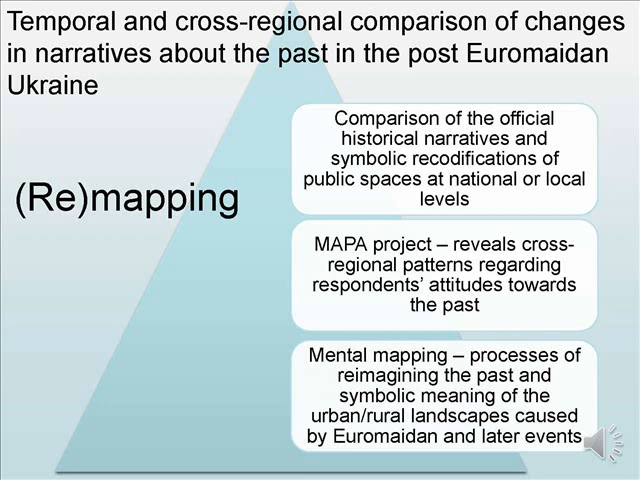 Temporal and cross-regional comparison of changes
in narratives about the past in the post Euromaidan
Ukraine
(Re)mapping
Comparison of the official
historical narratives and
symbolic recodifications of
public spaces at national or local
levels
MAPA project – reveals cross-
regional patterns regarding
respondents' attitudes towards
the past
Mental mapping – processes of
reimagining the past and
symbolic meaning of the
urban/rural landscapes caused
by Euromaidan and later events